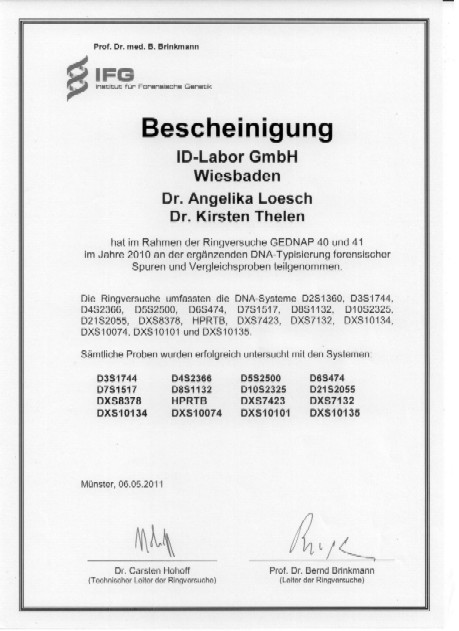 Prof. Dr. med. B. Brinkmann
IFG
Institut für Forensische Genetik
Bescheinigung
ID-Labor GmbH
Wiesbaden
Dr. Angelika Loesch
Dr. Kirsten Thelen
hat im Rahmen der Ringversuche GEDNAP 40 und 41
im Jahre 2010 an der ergänzenden DNA-Typisierung forensischer
Spuren und Vergleichsproben teilgenommen.
Die Ringversuche umfassten die DNA-Systeme D2S1360, D3S1744,
D4S2366, D5S2500, D6S474, D7S1517, D8S1132, D10S2325,
D21S2055, DXS8378, HPRTB, DXS7423, DXS7132, DXS10134,
DXS10074, DXS10101 und DXS10135.
Sämtliche Proben wurden erfolgreich untersucht mit den Systemen:
D3S1744 D4S2366 D5S2500 D6S474
D7S1517 D8S1132 D10S2325 D21S2055
DXS8378 HPRTB DXS7423 DXS7132
DXS10134 DXS10074 DXS10101 DXS10135
Münster, 06.05.2011
Dr. Carsten Hohoff Prof. Dr. Bernd Brinkmann
(Technischer Leiter der Ringversuche) (Leiter der Ringversuche)